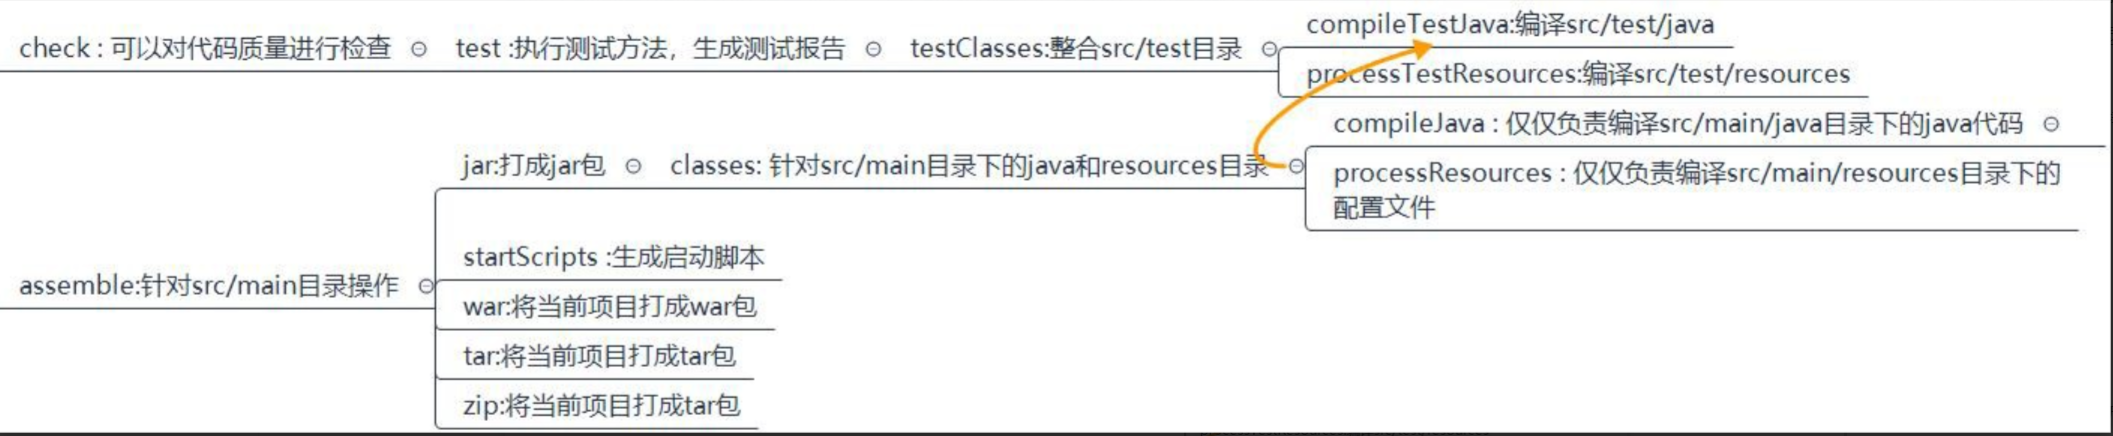 check : 可以对代码质量进行检查
test :执行测试方法，生成测试报告
testClasses:整合src/test目录
compileTestJava:编译src/test/java
processTestResources:编译src/test/resources
assemble:针对src/main目录操作
jar:打成jar包
classes: 针对src/main目录下的java和resources目录
compileJava : 仅仅负责编译src/main/java目录下的java代码
processResources : 仅仅负责编译src/main/resources目录下的
配置文件
startScripts :生成启动脚本
war:将当前项目打成war包
tar:将当前项目打成tar包
zip:将当前项目打成tar包